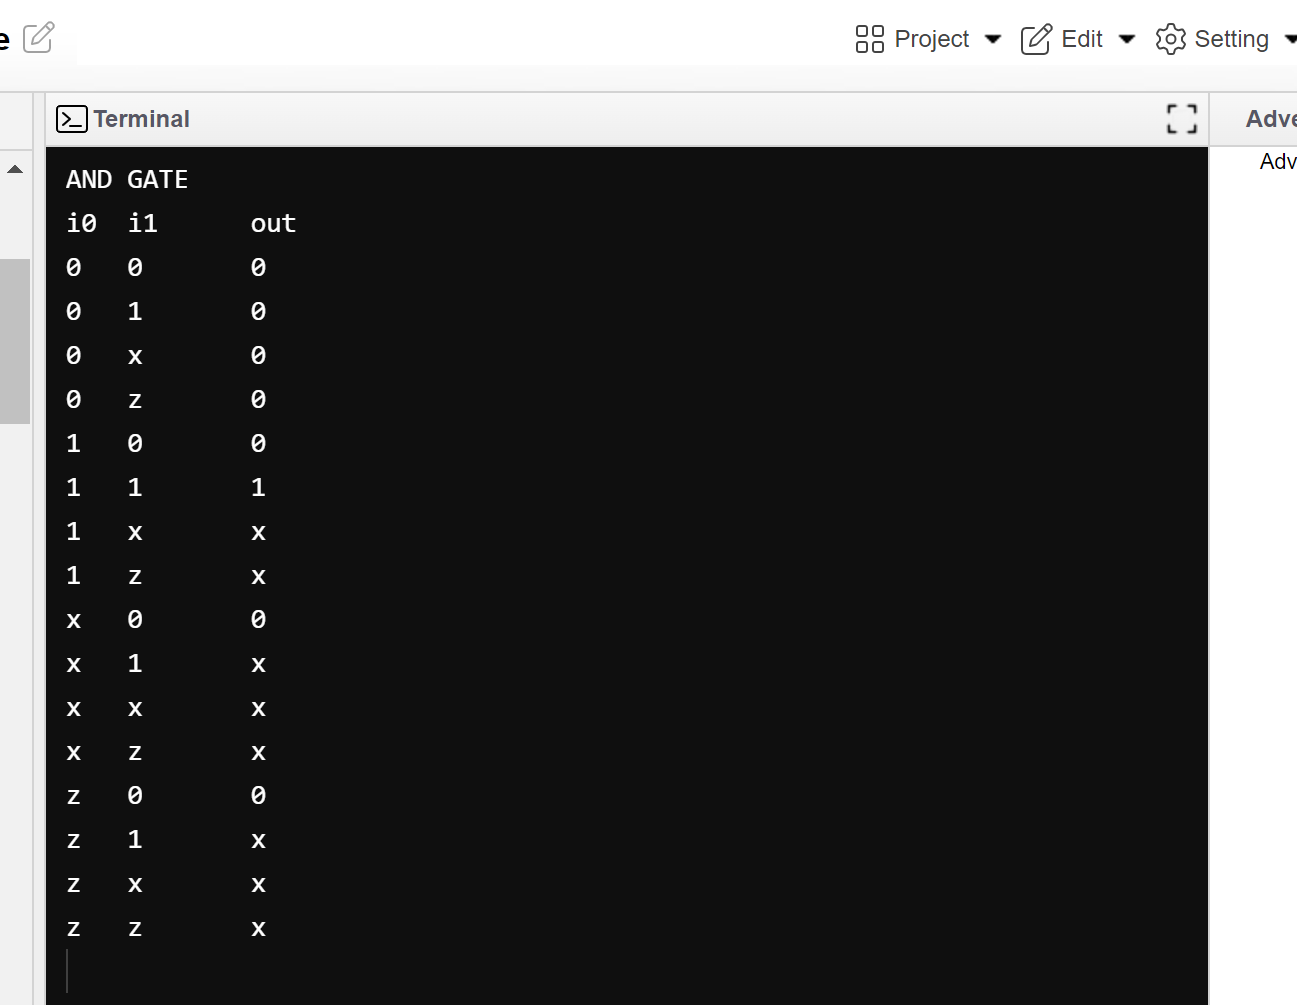 e Project Edit Setting
Terminal
AND GATE
i0 i1 out
0 0 0
0 1 0
0 x 0
0 z 0
1 0 0
1 1 1
1 x x
1 z x
x 0 0
x 1 x
x x x
x z x
z 0 0
z 1 x
z x x
z z x
Adve
Adv